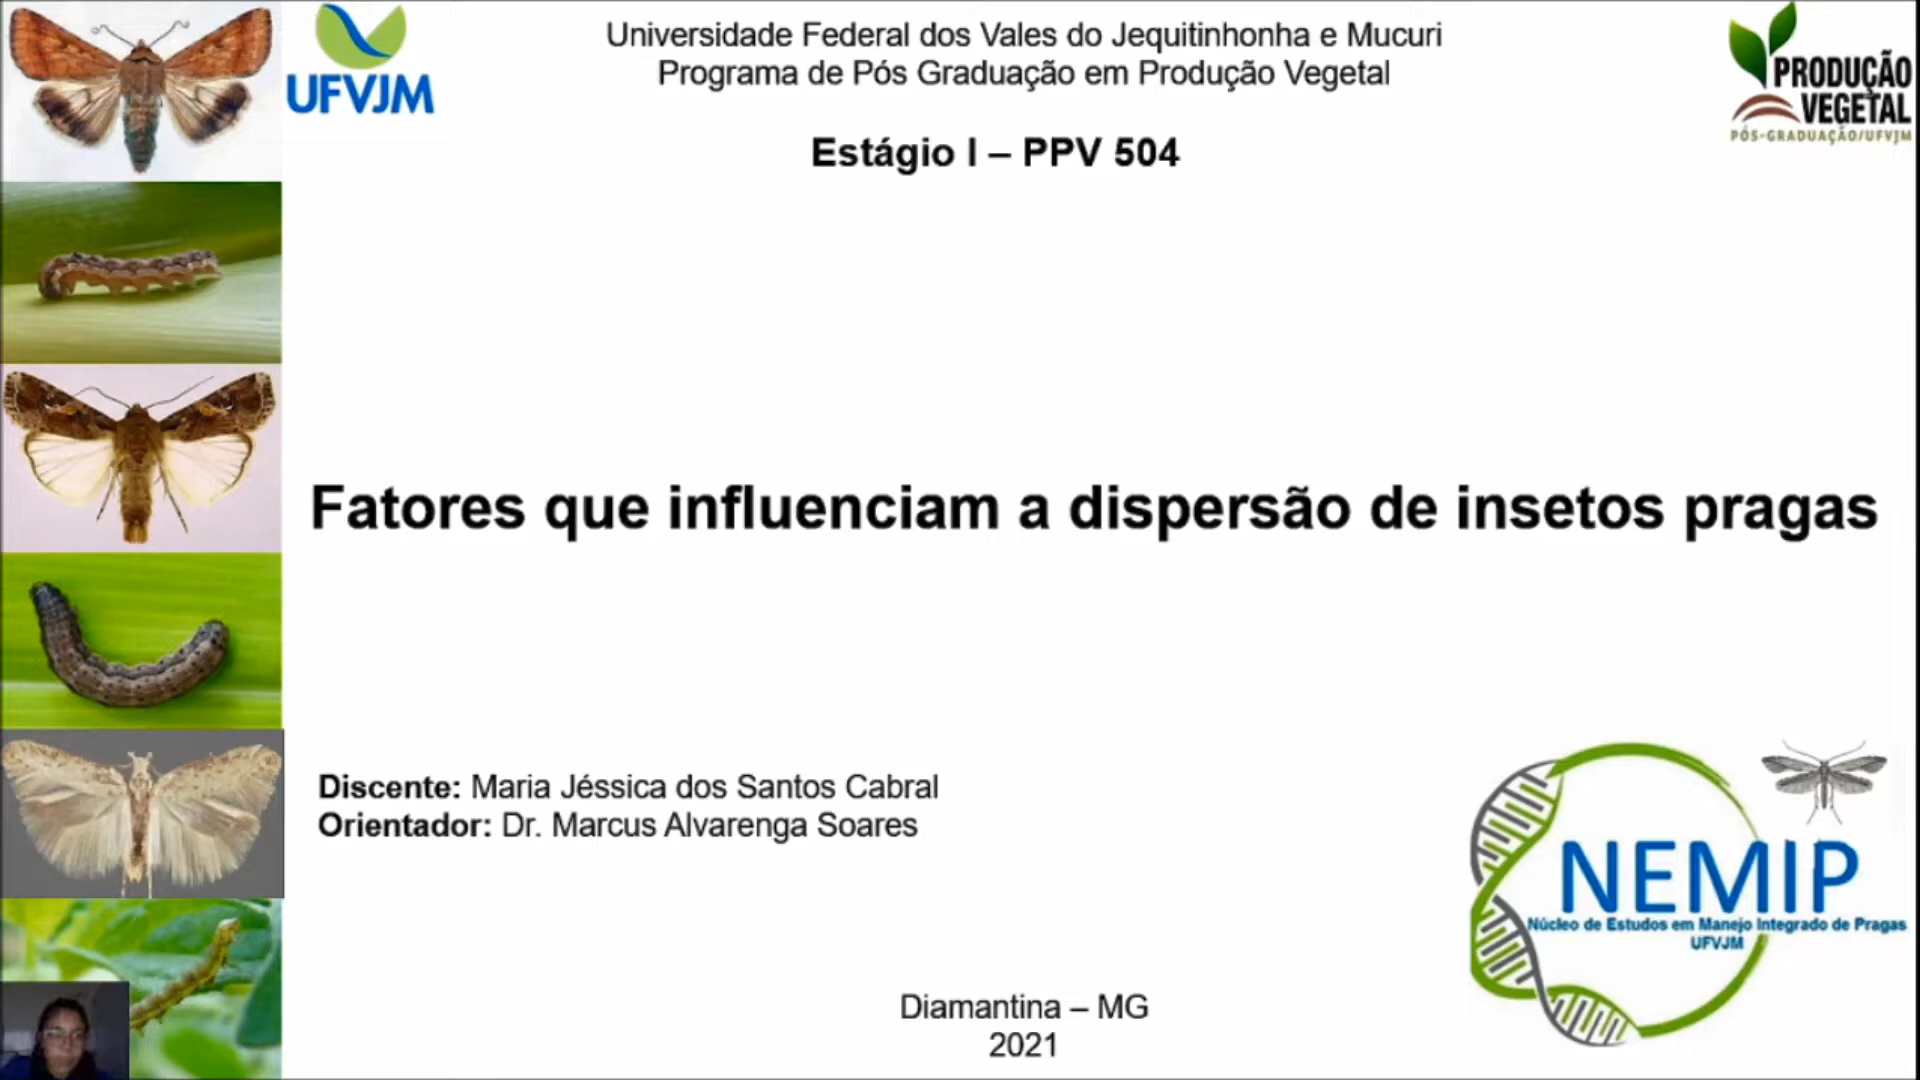 UFVJM
Universidade Federal dos Vales do Jequitinhonha e Mucuri
Programa de Pós Graduação em Produção Vegetal
PRODUÇÃO
VEGETAL
PÓS-GRADUAÇÃO/UFVJM
Estágio I – PPV 504
Fatores que influenciam a dispersão de insetos pragas
Discente: Maria Jéssica dos Santos Cabral
Orientador: Dr. Marcus Alvarenga Soares
NEMIP
Núcleo de Estudos em Manejo Integrado de Pragas
UFVJM
Diamantina – MG
2021